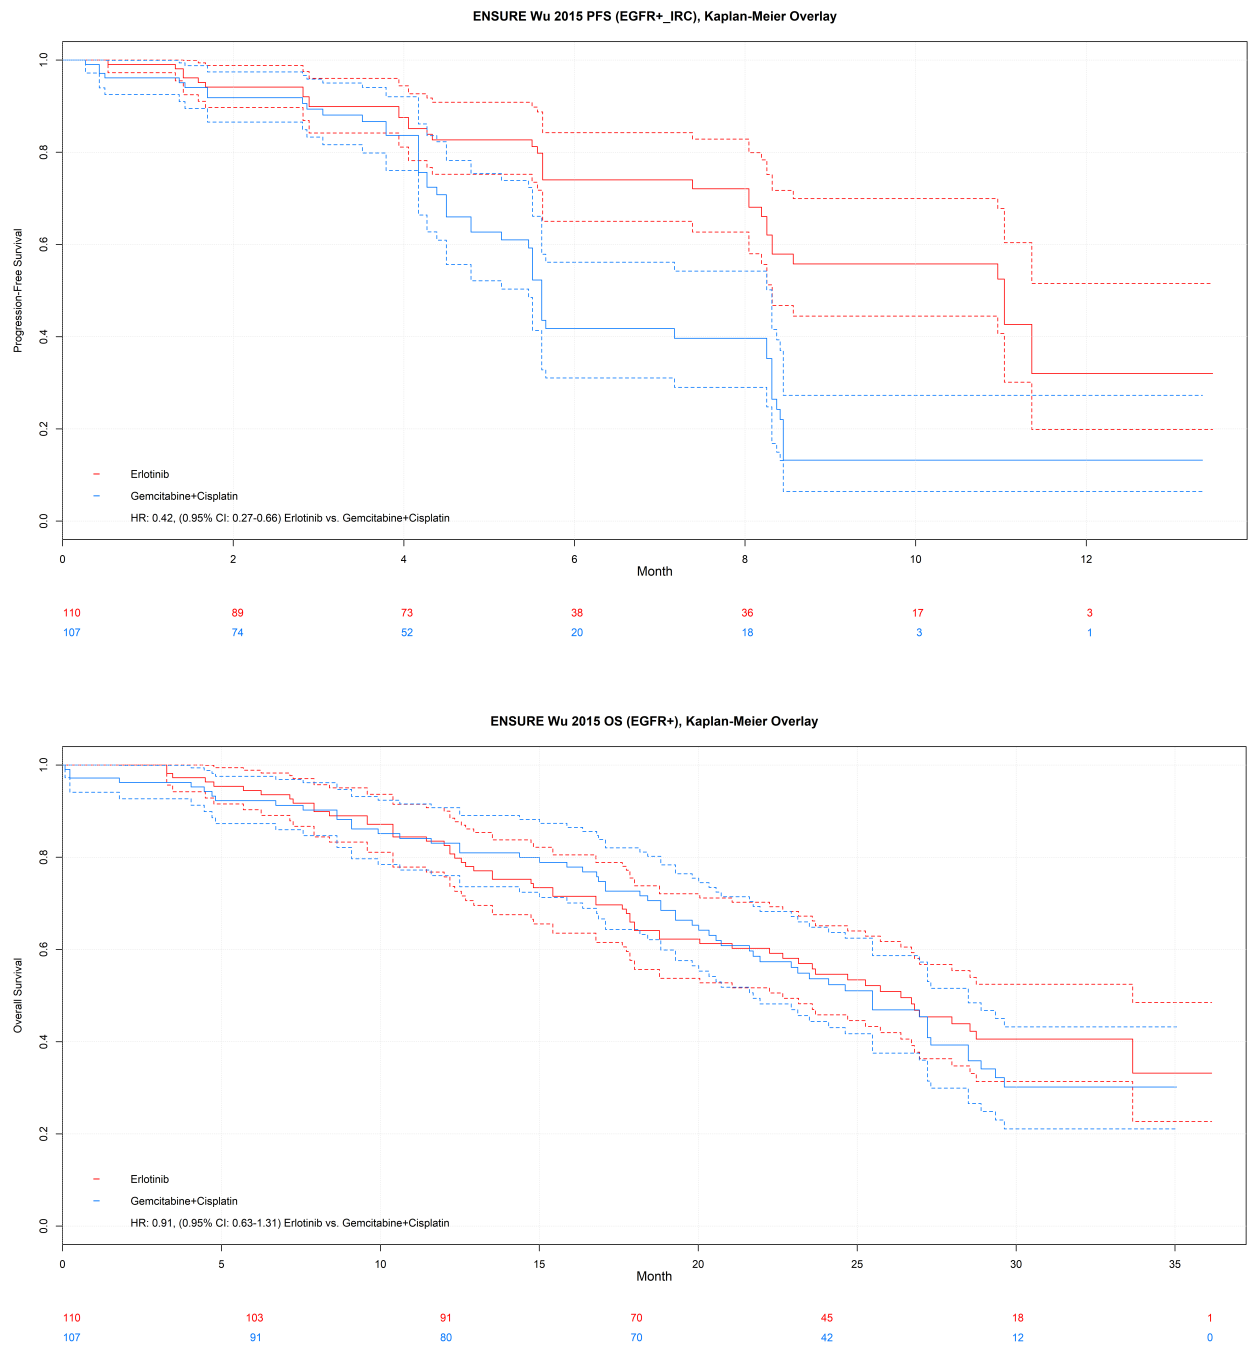 ENSURE Wu 2015 PFS (EGFR+_IRC), Kaplan-Meier Overlay
1.0
0.8
0.6
0.4
0.2
0.0
Progression-Free Survival
Erlotinib
Gemcitabine+Cisplatin
HR: 0.42, (0.95% CI: 0.27-0.66) Erlotinib vs. Gemcitabine+Cisplatin
0 2 4 6 8 10 12
Month
110 89 73 38 36 17 3
107 74 52 20 18 3 1
ENSURE Wu 2015 OS (EGFR+), Kaplan-Meier Overlay
1.0
0.8
0.6
0.4
0.2
0.0
Overall Survival
Erlotinib
Gemcitabine+Cisplatin
HR: 0.91, (0.95% CI: 0.63-1.31) Erlotinib vs. Gemcitabine+Cisplatin
0 5 10 15 20 25 30 35
Month
110 103 91 70 45 18 1
107 91 80 70 42 12 0